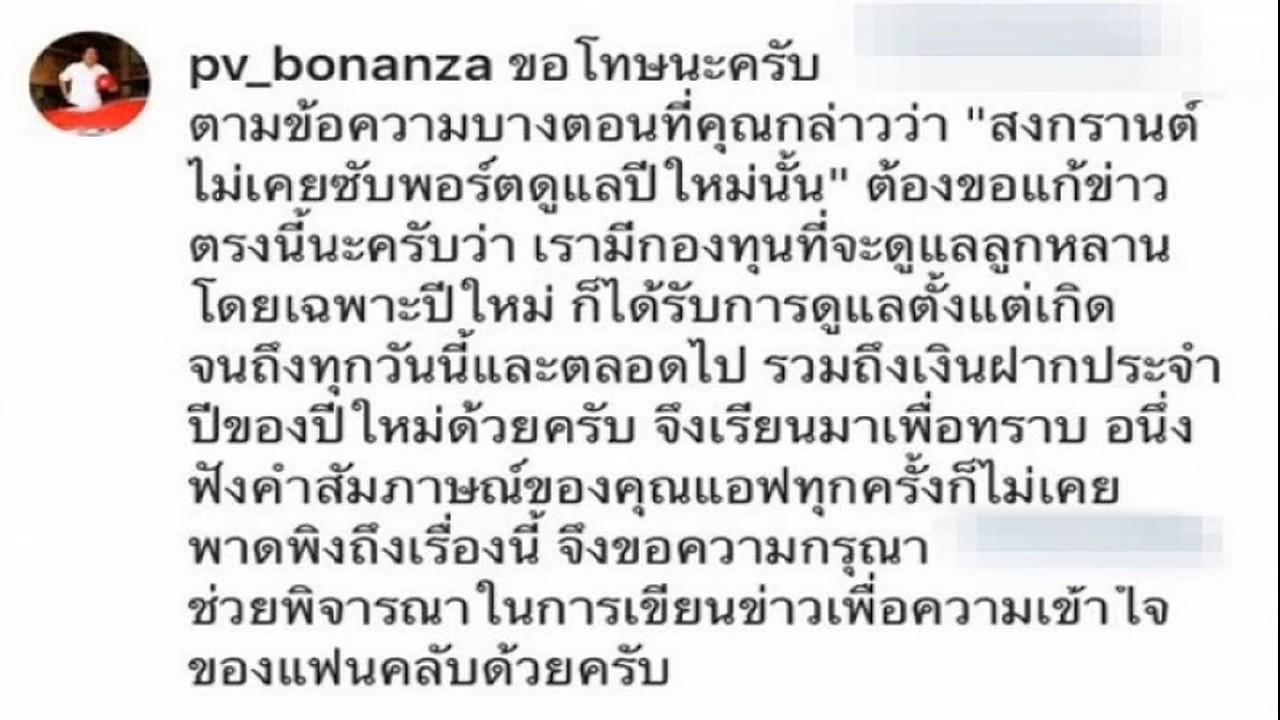 pv_bonanza ขอโทษนะครับ
ตามข้อความบางตอนที่คุณกล่าวว่า "สงกรานต์
ไม่เคยซับพอร์ตดูแลปีใหม่นั้น" ต้องขอแก้ข่าว
ตรงนี้นะครับว่า เรามีกองทุนที่จะดูแลลูกหลาน
โดยเฉพาะปีใหม่ ก็ได้รับการดูแลตั้งแต่เกิด
จนถึงทุกวันนี้และตลอดไป รวมถึงเงินฝากประจำ
ปีของปีใหม่ด้วยครับ จึงเรียนมาเพื่อทราบ อนึ่ง
ฟังคำสัมภาษณ์ของคุณแอฟทุกครั้งก็ไม่เคย
พาดพิงถึงเรื่องนี้ จึงขอความกรุณา
ช่วยพิจารณาในการเขียนข่าวเพื่อความเข้าใจ
ของแฟนคลับด้วยครับ